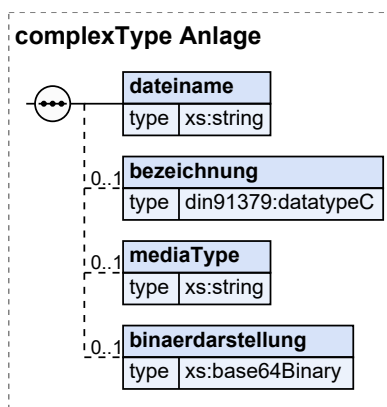 complexType Anlage
dateiname
type xs:string
0..1 bezeichnung
type din91379:datatypeC
0..1 mediaType
type xs:string
0..1 binaerdarstellung
type xs:base64Binary